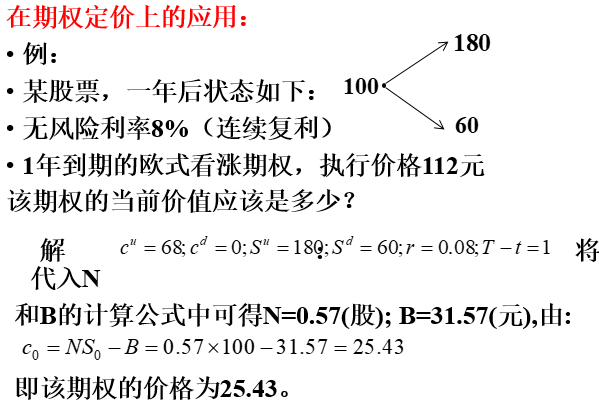 在期权定价上的应用：
• 例：
180
• 某股票，一年后状态如下： 100
• 无风险利率8%（连续复利） 60
• 1年到期的欧式看涨期权，执行价格112元
该期权的当前价值应该是多少？
解 c^u = 68; c^d = 0; S^u = 180; S^d = 60; r = 0.08; T − t = 1 ： 将
代入N
和B的计算公式中可得N=0.57(股); B=31.57(元),由:
c_0 = NS_0 − B = 0.57×100 − 31.57 = 25.43
即该期权的价格为25.43。